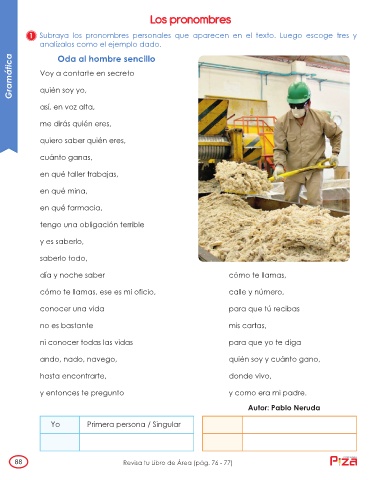 Los pronombres
1 Subraya los pronombres personales que aparecen en el texto. Luego escoge tres y
analízalos como el ejemplo dado.
Gramática
Oda al hombre sencillo
Voy a contarte en secreto
quién soy yo,
así, en voz alta,
me dirás quién eres,
quiero saber quién eres,
cuánto ganas,
en qué taller trabajas,
en qué mina,
en qué farmacia,
tengo una obligación terrible
y es saberlo,
saberlo todo,
día y noche saber
cómo te llamas, ese es mi oficio,
conocer una vida
no es bastante
ni conocer todas las vidas
ando, nado, navego,
hasta encontrarte,
y entonces te pregunto
cómo te llamas,
calle y número,
para que tú recibas
mis cartas,
para que yo te diga
quién soy y cuánto gano,
donde vivo,
y como era mi padre.
Autor: Pablo Neruda
Yo Primera persona / Singular
88
Revisa tu Libro de Área (pág. 76 - 77)